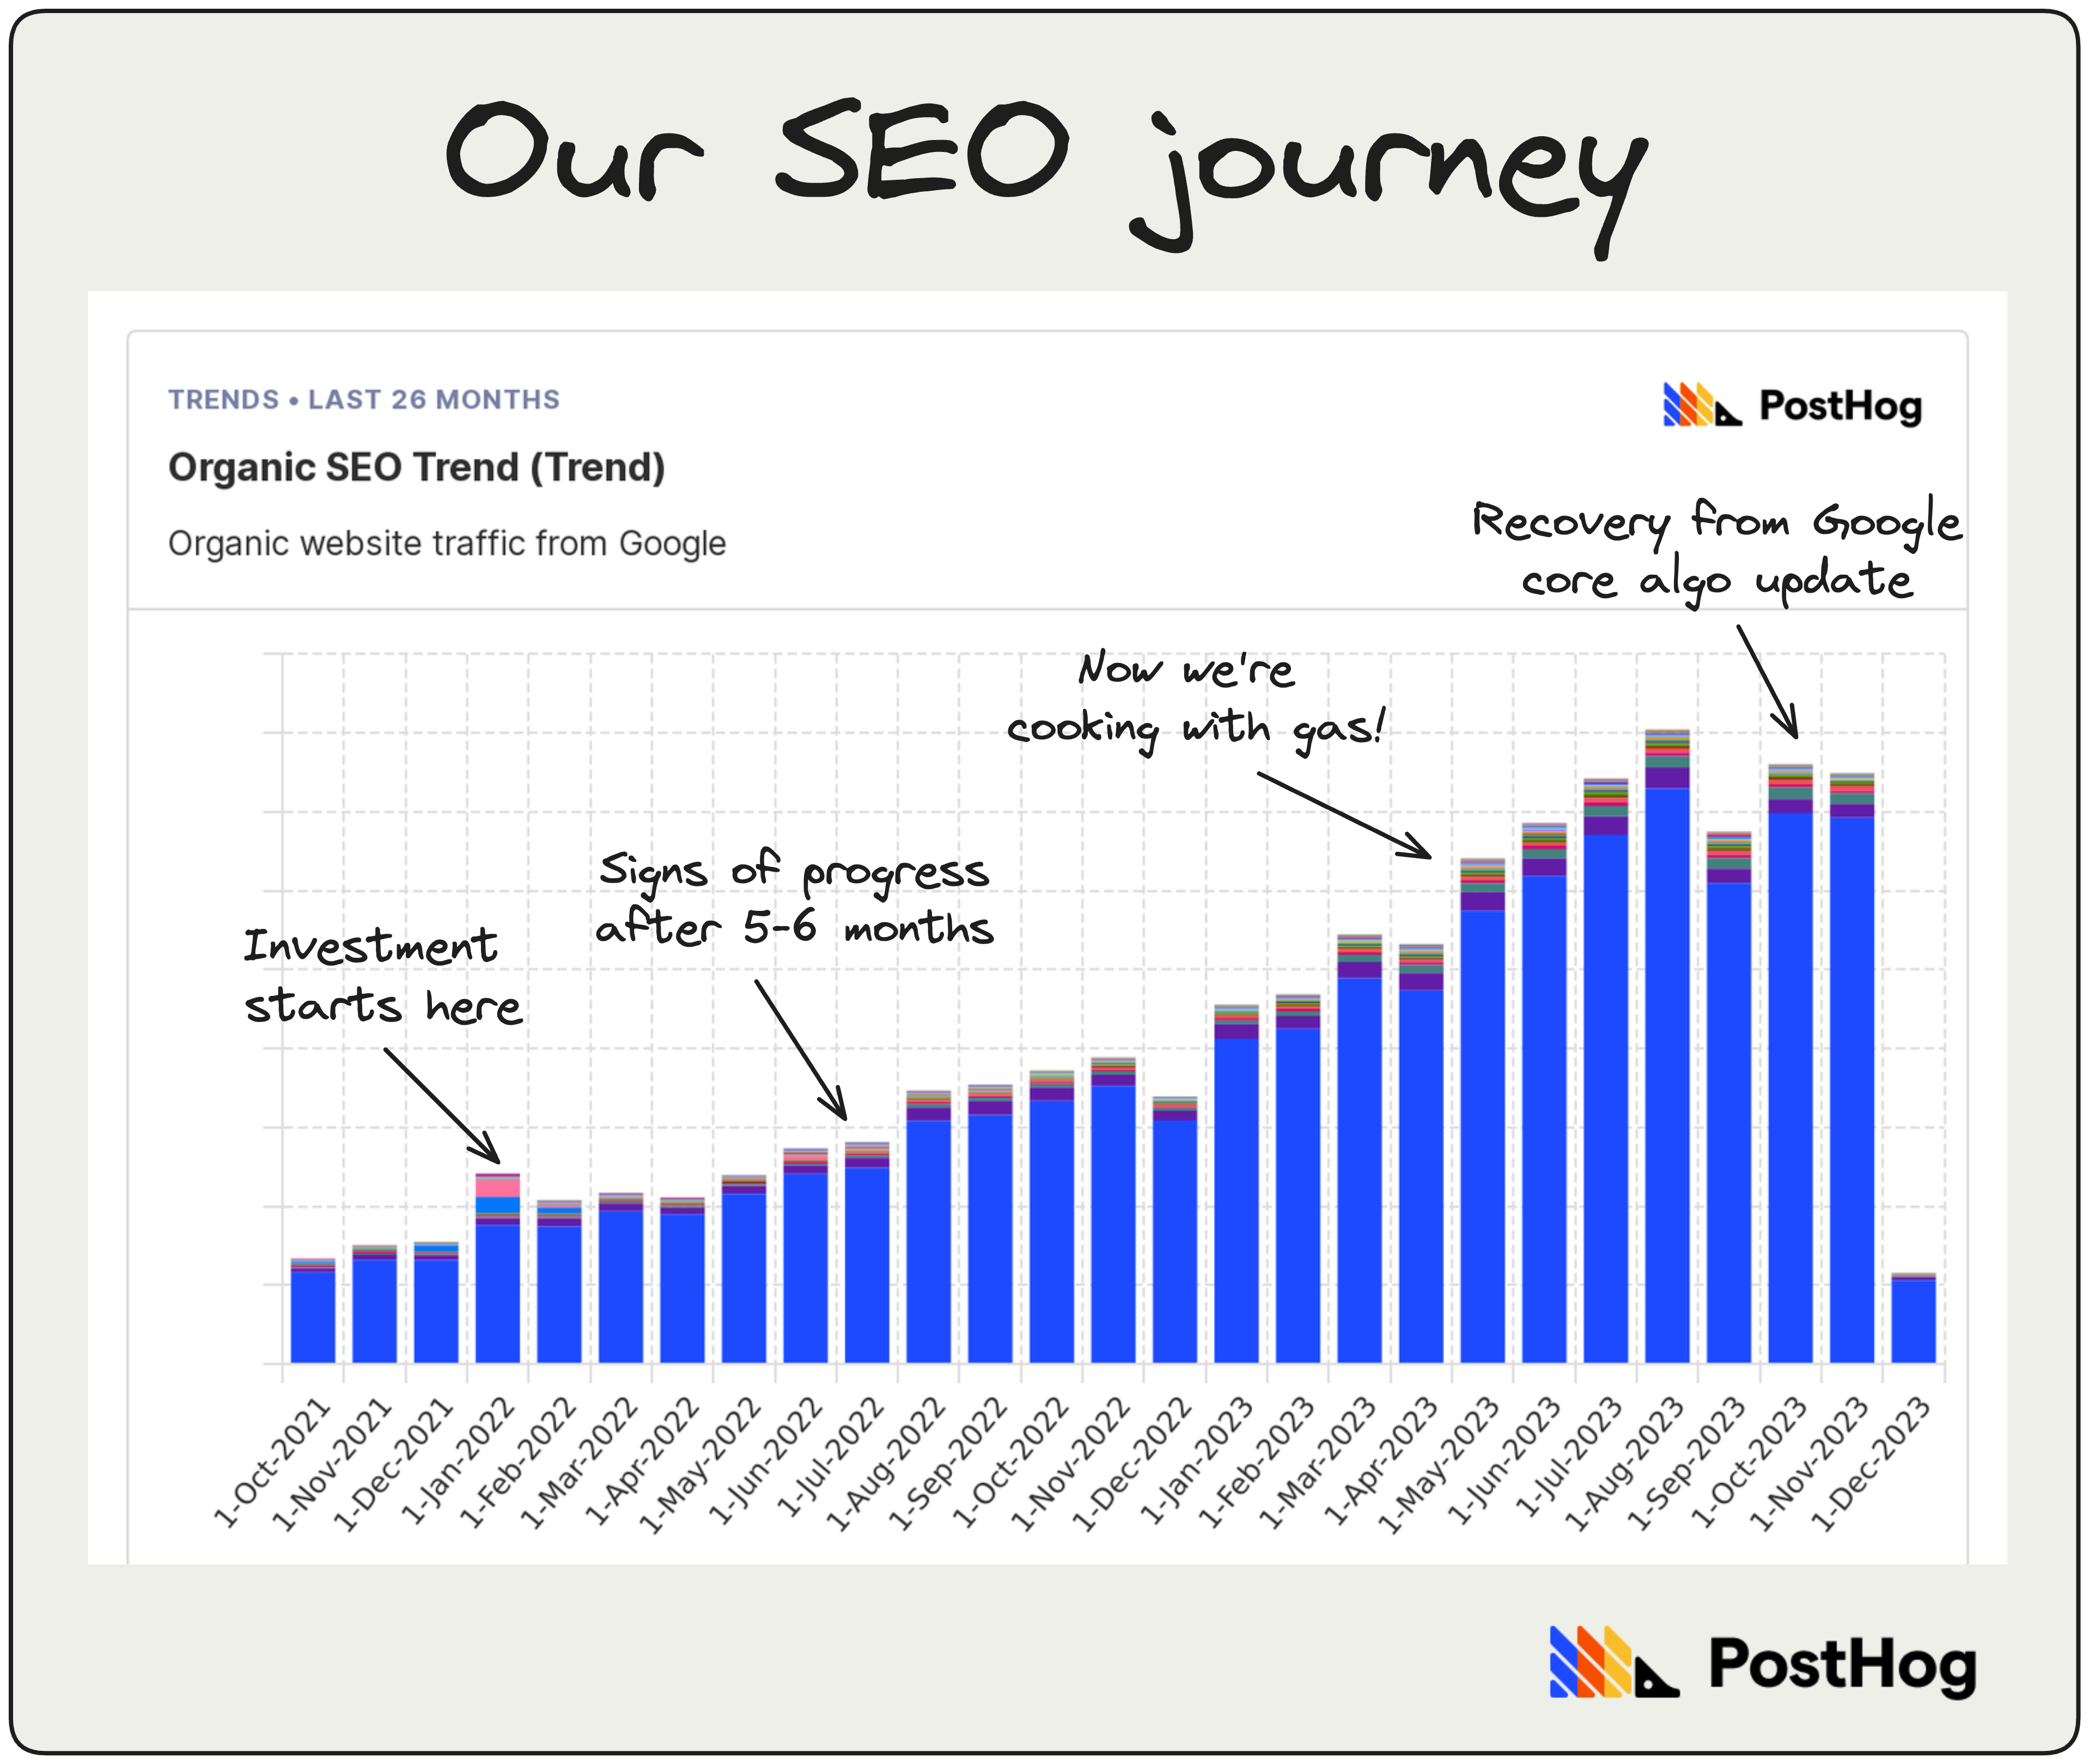 Our SEO journey
TRENDS • LAST 26 MONTHS
PostHog
Organic SEO Trend (Trend)
Organic website traffic from Google
Recovery from Google
core algo update
Now we're
cooking with gas!
Signs of progress
after 5-6 months
Investment
starts here
1-Oct-2021
1-Nov-2021
1-Dec-2021
1-Jan-2022
1-Feb-2022
1-Mar-2022
1-Apr-2022
1-May-2022
1-Jun-2022
1-Jul-2022
1-Aug-2022
1-Sep-2022
1-Oct-2022
1-Nov-2022
1-Dec-2022
1-Jan-2023
1-Feb-2023
1-Mar-2023
1-Apr-2023
1-May-2023
1-Jun-2023
1-Jul-2023
1-Aug-2023
1-Sep-2023
1-Oct-2023
1-Nov-2023
1-Dec-2023
PostHog